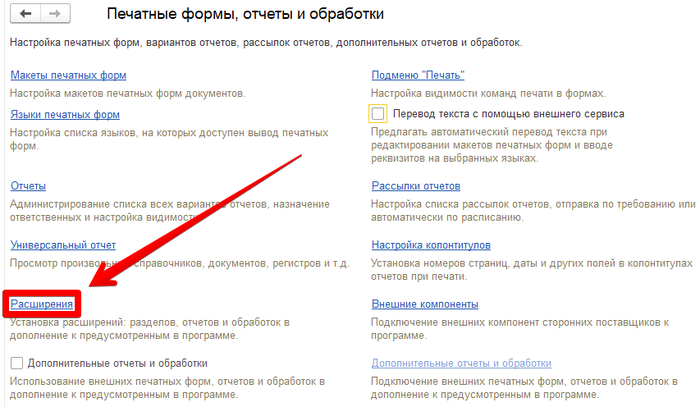 Печатные формы, отчеты и обработки
Настройка печатных форм, вариантов отчетов, рассылок отчетов, дополнительных отчетов и обработок.
Макеты печатных форм
Настройка макетов печатных форм документов.
Языки печатных форм
Настройка списка языков, на которых доступен вывод печатных
форм.
Отчеты
Администрирование списка всех вариантов отчетов, назначение
ответственных и настройка видимости
Универсальный отчет
Просмотр справочников, документов, регистров и т.д.
Расширения
Установка расширений: разделов, отчетов и обработок в
дополнение к предусмотренным в программе.
Дополнительные отчеты и обработки
Использование внешних печатных форм, отчетов и обработок в
дополнение к предусмотренным в программе.
Подменю "Печать"
Настройка видимости команд печати в формах.
Перевод текста с помощью внешнего сервиса
Предлагать автоматический перевод текста при
редактировании макетов печатных форм и вводе
реквизитов на выбранных языках.
Рассылки отчетов
Настройка списка рассылок отчетов, отправка по требованию или
автоматически по расписанию.
Настройка колонтитулов
Установка номеров страниц, даты и других полей в колонтитулах
отчетов при печати.
Внешние компоненты
Подключение внешних компонент сторонних поставщиков к
программе.
Дополнительные отчеты и обработки
Подключение внешних печатных форм, отчетов и обработок в
дополнение к предусмотренным в программе.